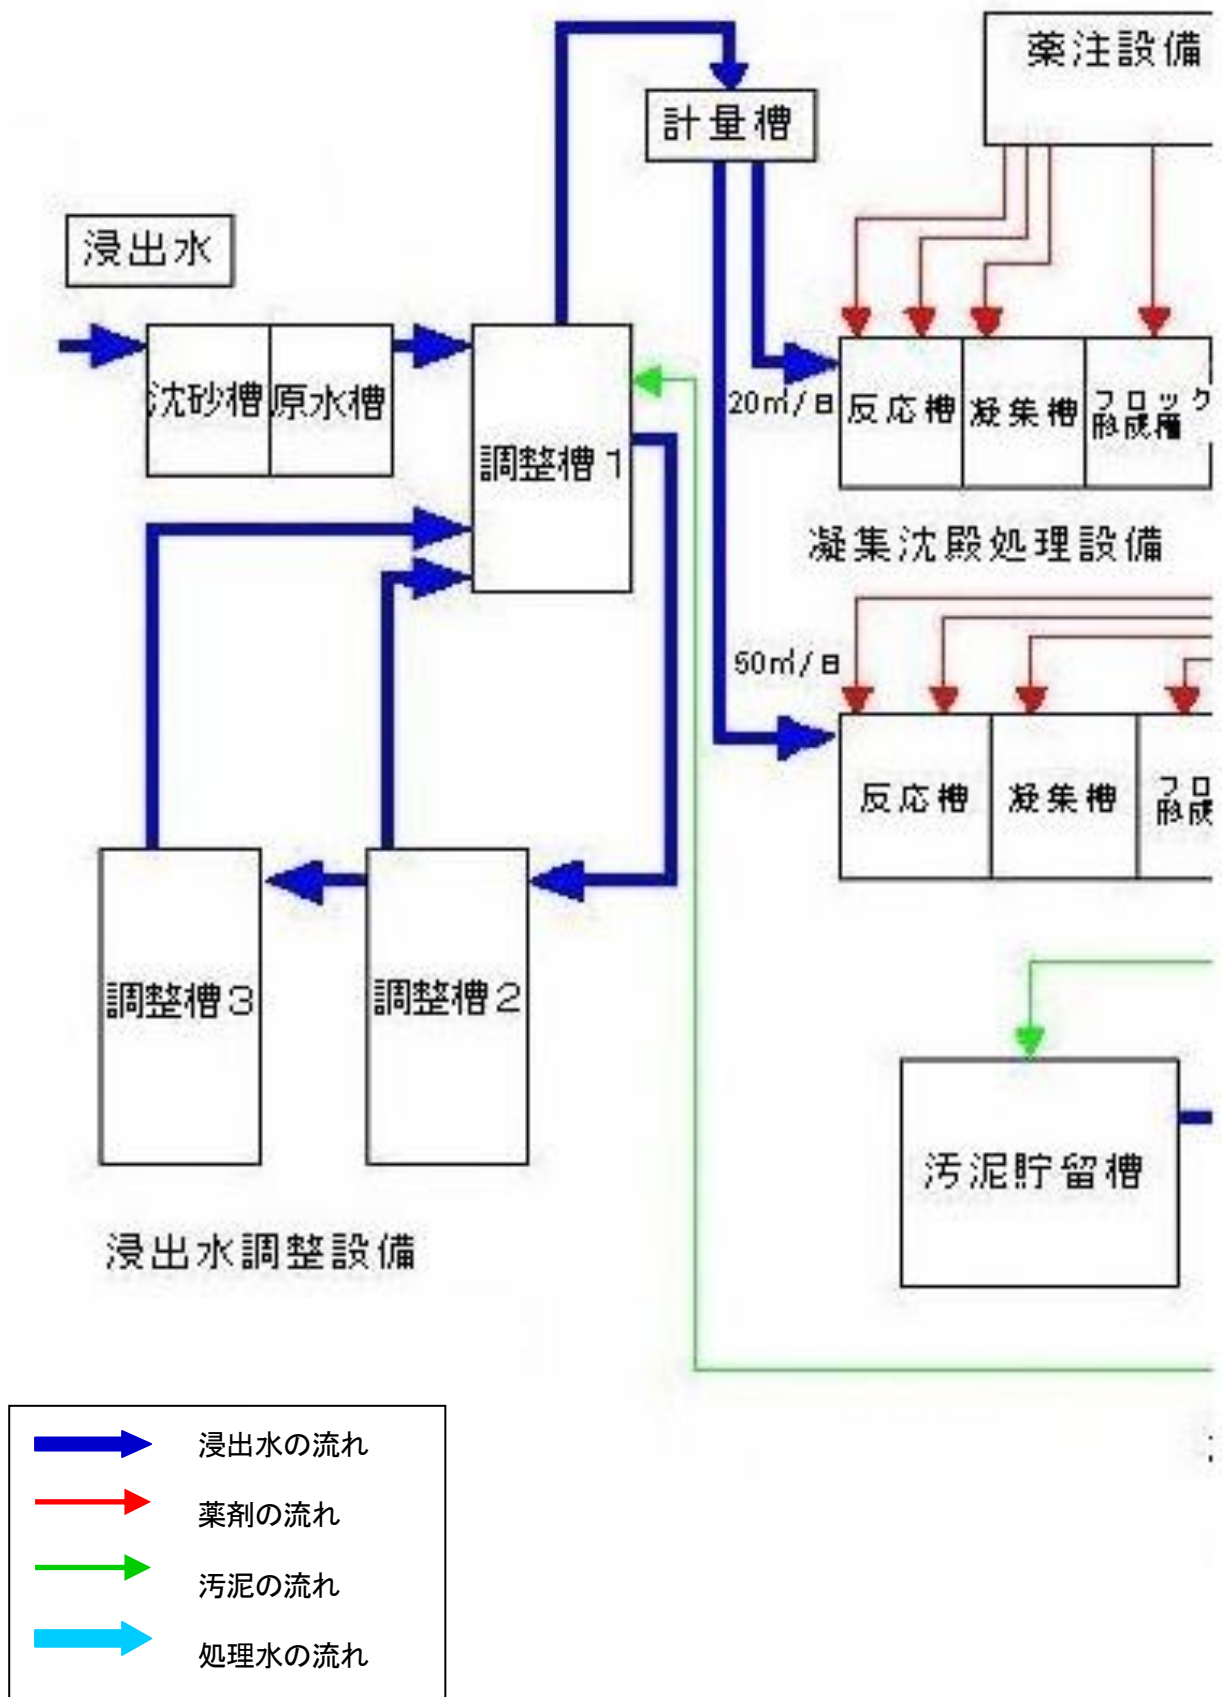 薬注設備
計量槽
浸出水
沈砂槽
原水槽
調整槽1
20㎥/日
反応槽
凝集槽
フロック
形成槽
凝集沈殿処理設備
50㎥/日
反応槽
凝集槽
フロ
形成
調整槽3
調整槽2
汚泥貯留槽
浸出水調整設備
浸出水の流れ
薬剤の流れ
汚泥の流れ
処理水の流れ